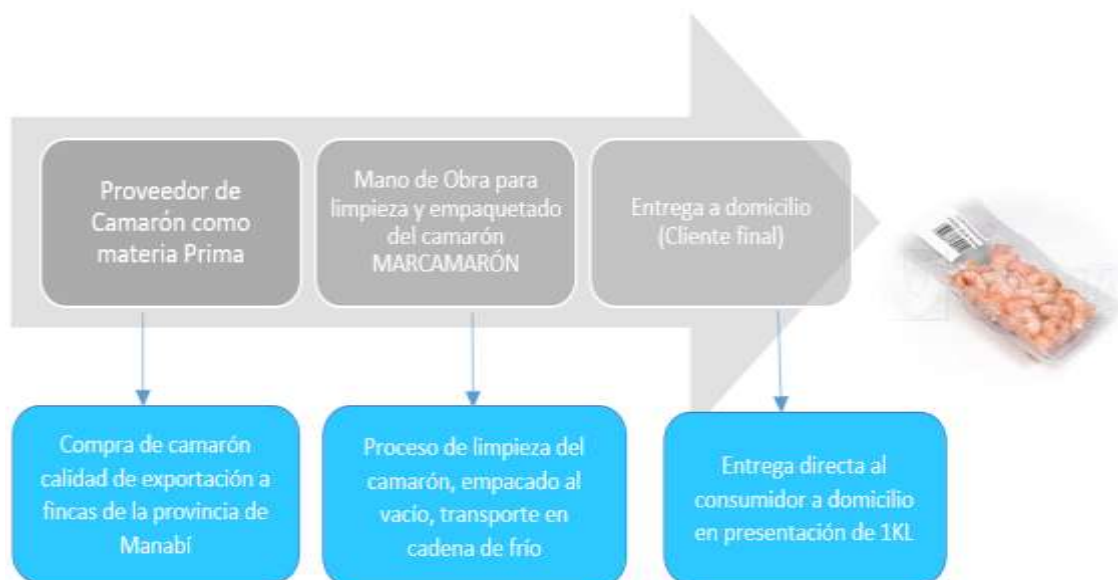 Proveedor de
Camarón como
materia Prima
Mano de Obra para
limpieza y empaquetado
del camarón
MARCAMARÓN
Entrega a domicilio
(Cliente final)
Compra de camarón
calidad de exportación a
fincas de la provincia de
Manabí
Proceso de limpieza del
camarón, empacado al
vacío, transporte en
cadena de frío
Entrega directa al
consumidor a domicilio
en presentación de 1KL